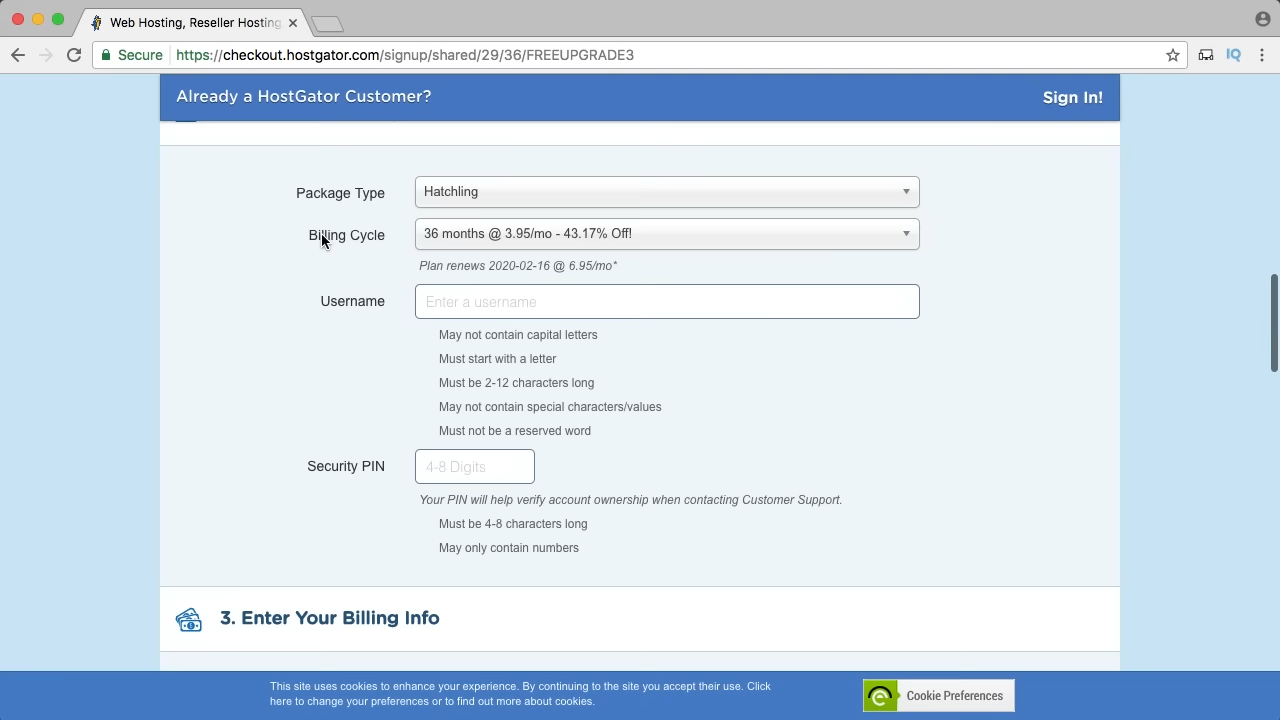 Web Hosting, Reseller Hosting
Secure
https://checkout.hostgator.com/signup/shared/29/36/FREEUPGRADE3
Already a HostGator Customer?
Sign In!
Package Type
Hatchling
Billing Cycle
36 months @ 3.95/mo - 43.17% Off!
Plan renews 2020-02-16 @ 6.95/mo*
Username
Enter a username
May not contain capital letters
Must start with a letter
Must be 2-12 characters long
May not contain special characters/values
Must not be a reserved word
Security PIN
4-8 Digits
Your PIN will help verify account ownership when contacting Customer Support.
Must be 4-8 characters long
May only contain numbers
3. Enter Your Billing Info
This site uses cookies to enhance your experience. By continuing to the site you accept their use. Click
here to change your preferences or to find out more about cookies.
Cookie Preferences